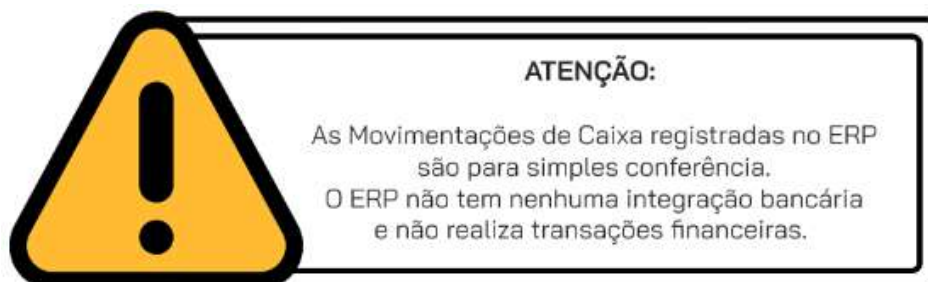 ATENÇÃO:
As Movimentações de Caixa registradas no ERP
são para simples conferência.
O ERP não tem nenhuma integração bancária
e não realiza transações financeiras.